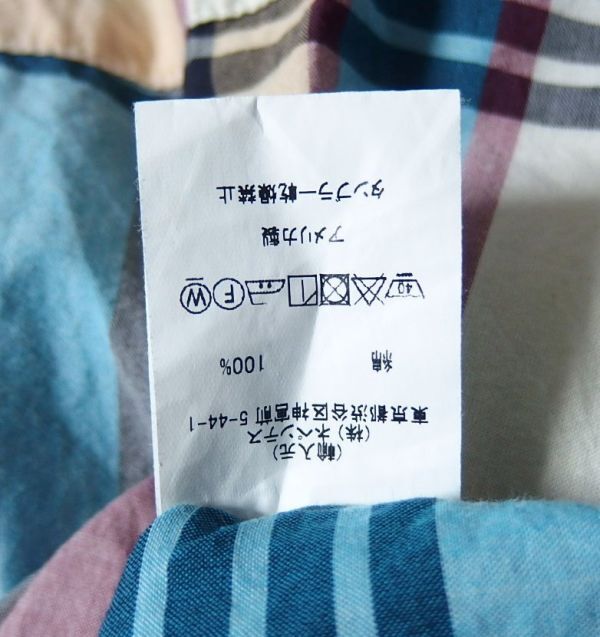 (輸入元)
(株)ネペンテス
東京都渋谷区神宮前 5-44-1
綿 100%
40 F W
アメリカ製
タンブラー乾燥禁止